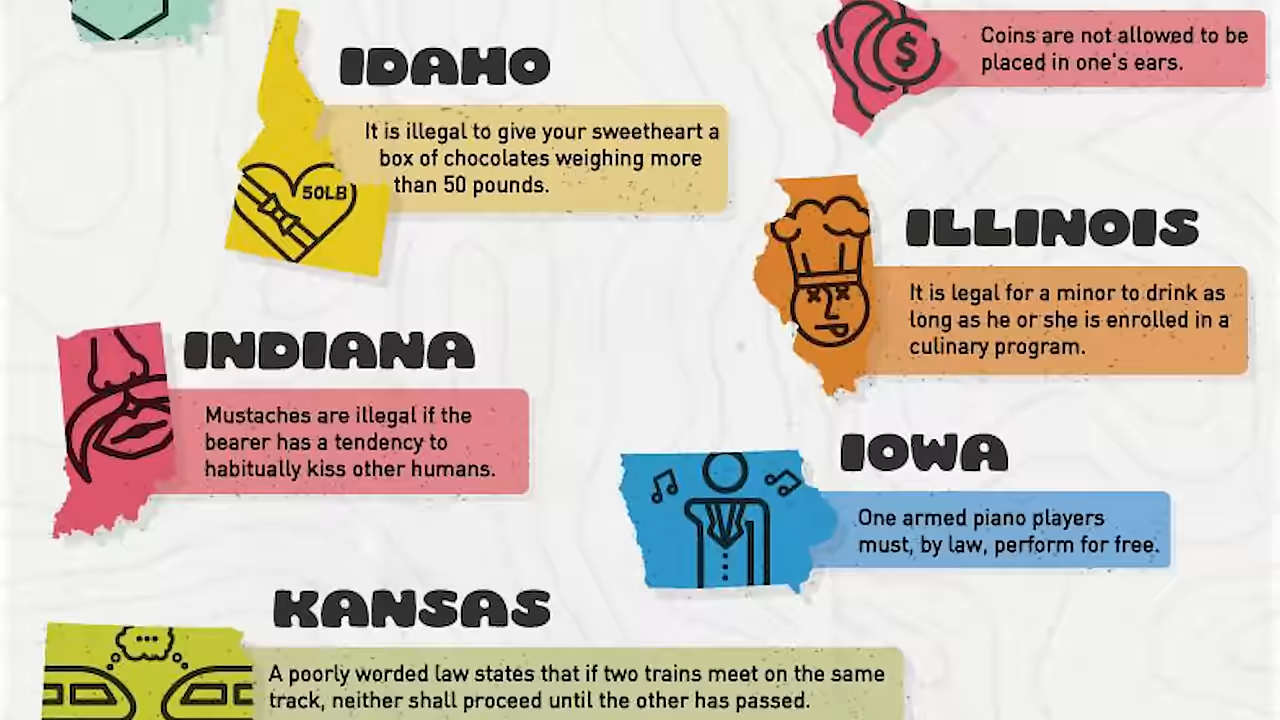 $
Coins are not allowed to be
placed in one's ears.
IDAHO
It is illegal to give your sweetheart a
box of chocolates weighing more
than 50 pounds.
50LB
ILLINOIS
It is legal for a minor to drink as
long as he or she is enrolled in a
culinary program.
INDIANA
Mustaches are illegal if the
bearer has a tendency to
habitually kiss other humans.
IOWA
One armed piano players
must, by law, perform for free.
KANSAS
A poorly worded law states that if two trains meet on the same
track, neither shall proceed until the other has passed.